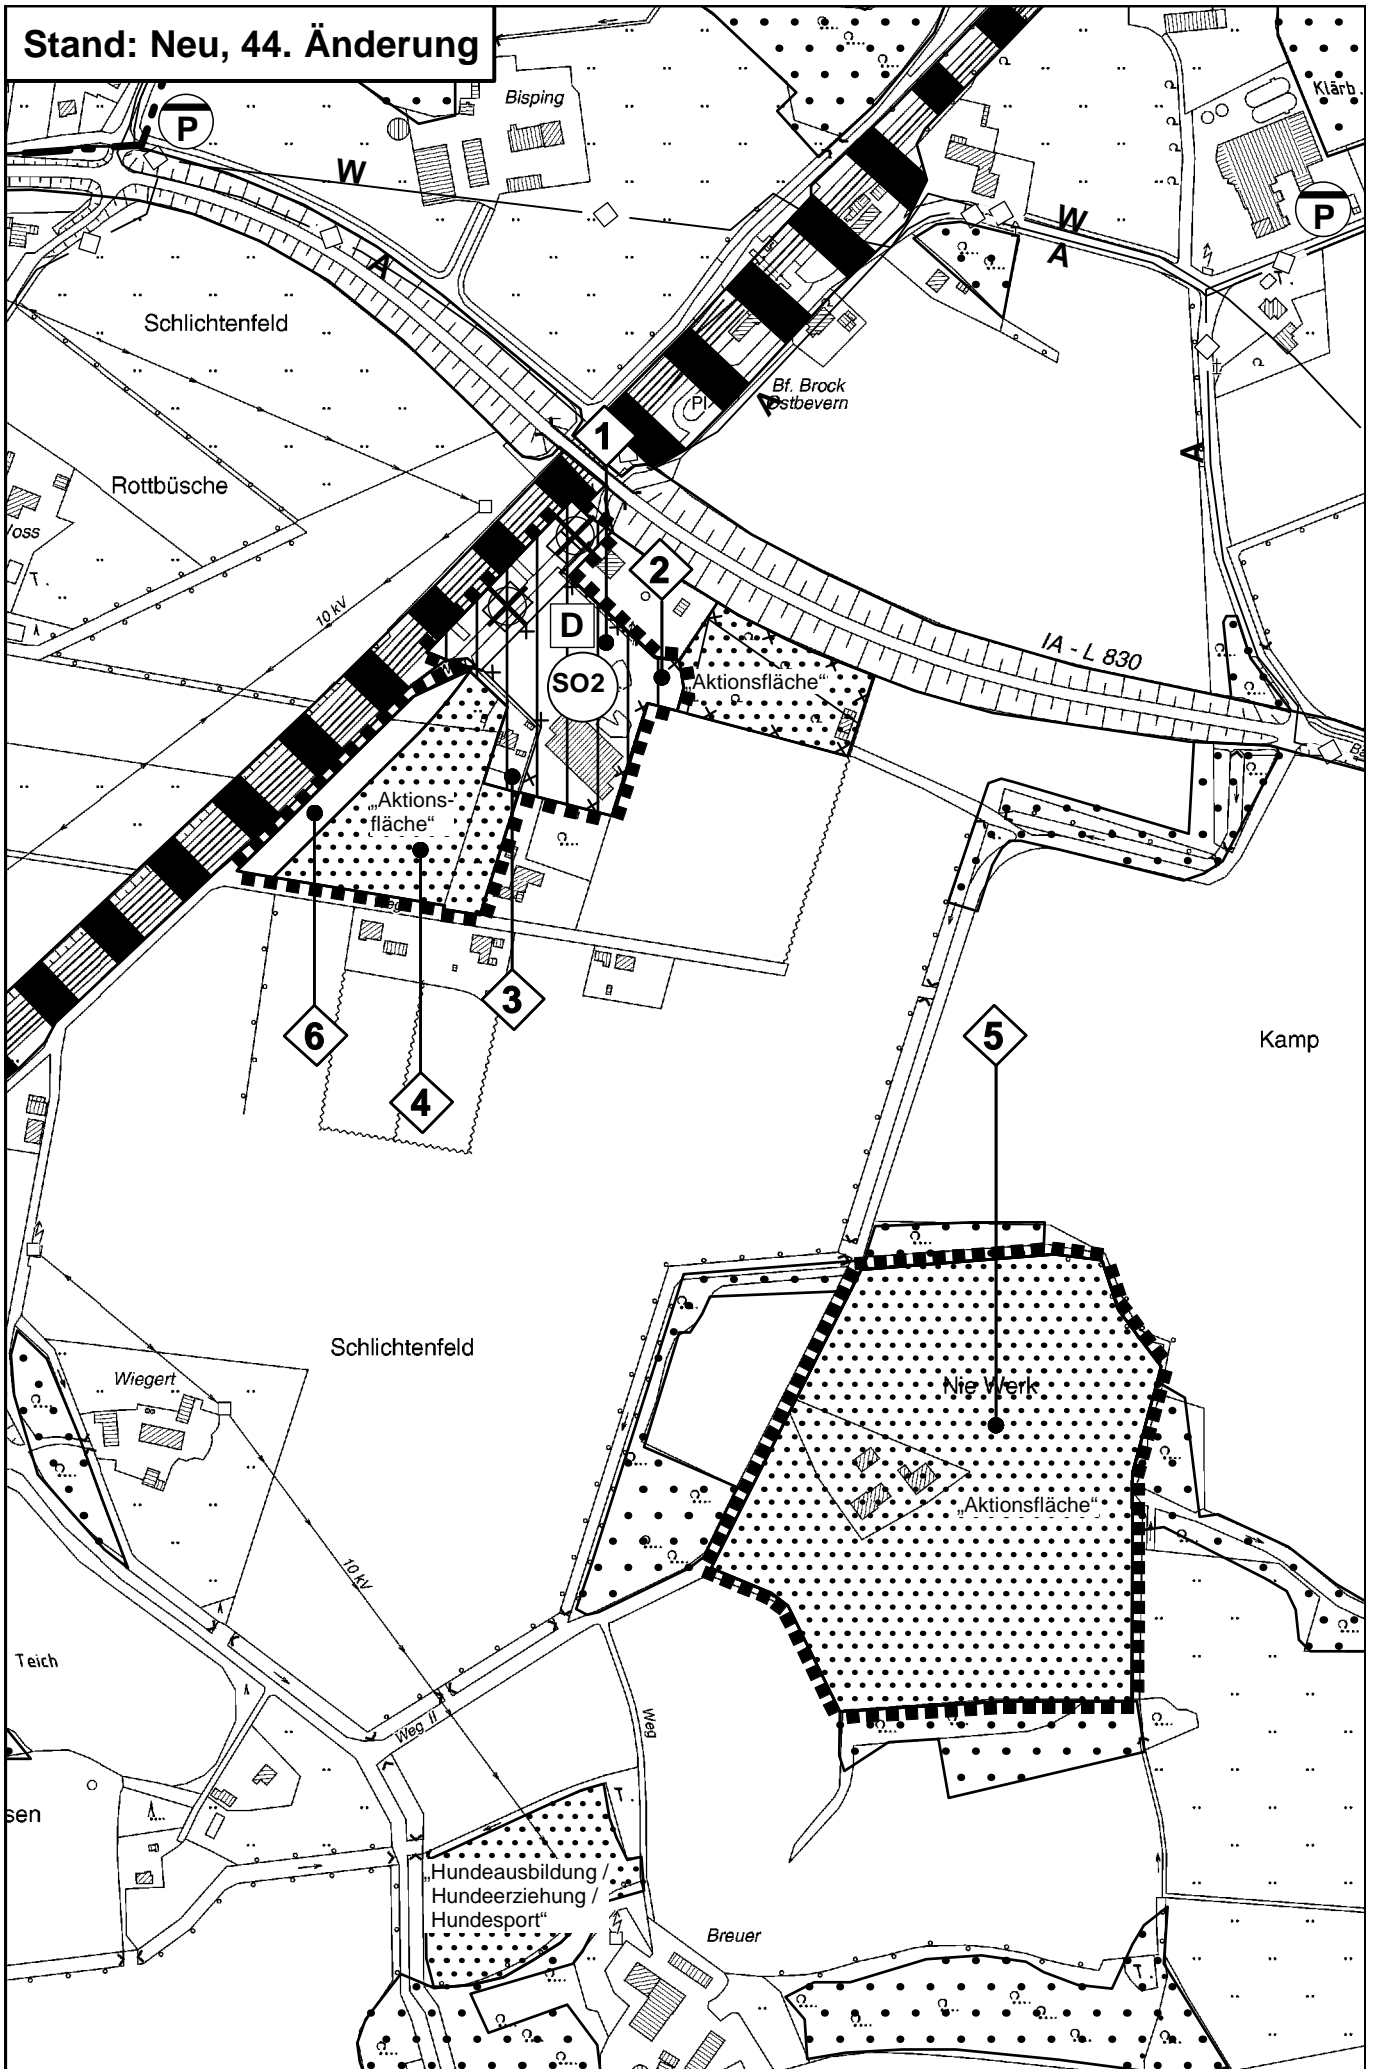 Stand: Neu, 44. Änderung
Bisping
Klärb.
P
P
W
W
A
A
Schlichtenfeld
Bf. Brock
Ostbevern
A
Pl
1
A
Rottbüsche
T.
2
10 kV
D
IA - L 830
SO2
„Aktionsfläche“
„Aktions-
fläche“
Weg
3
6
5
Kamp
4
Schlichtenfeld
Wiegert
Nie Werk
„Aktionsfläche“
10 kV
Teich
Weg II
Weg
T.
sen
„Hundeausbildung /
Hundeerziehung /
Hundesport“
Breuer
T.